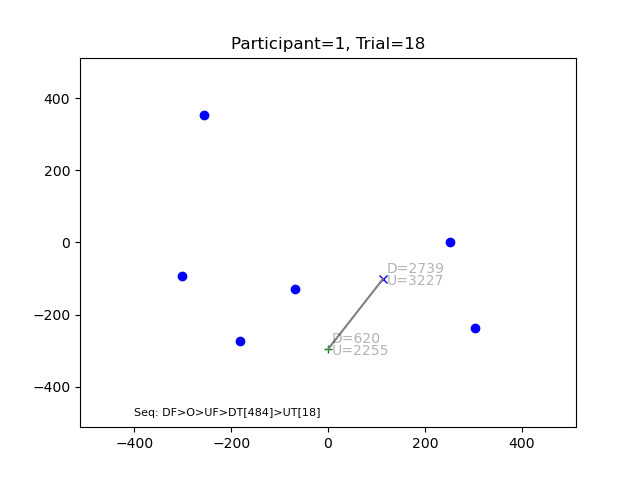 Participant=1, Trial=18
400
200
0
−200
−400
D=2739
U=3227
D=620
U=2255
Seq: DF>O>UF>DT[484]>UT[18]
−400
−200
0
200
400